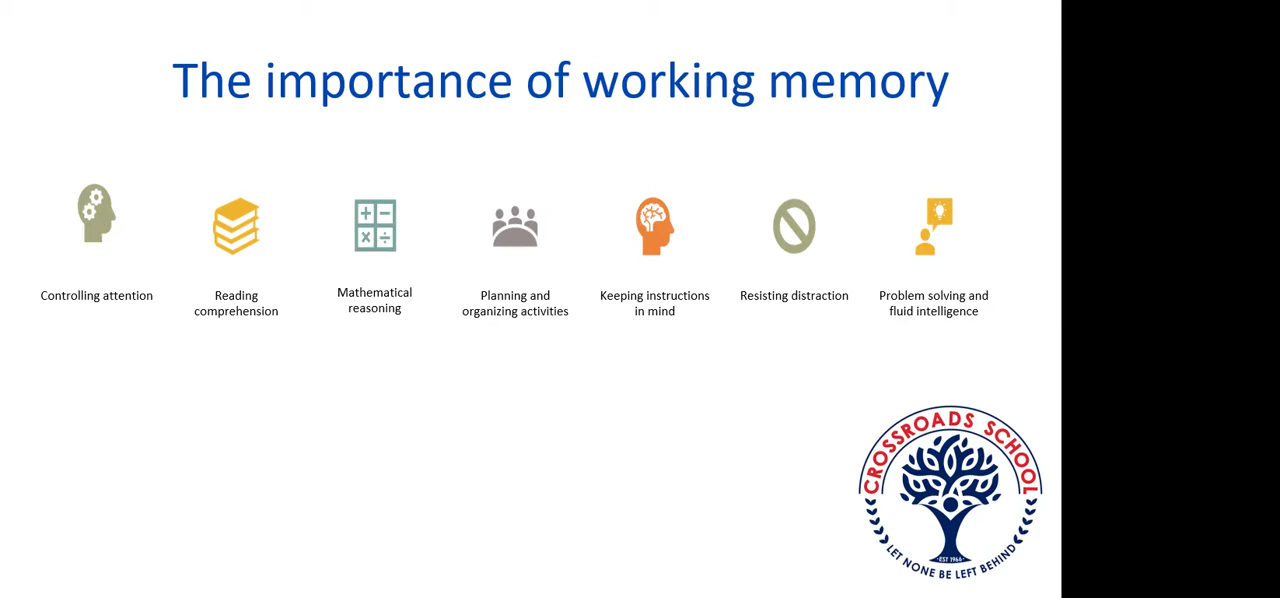 The importance of working memory
Controlling attention
Reading
comprehension
Mathematical
reasoning
Planning and
organizing activities
Keeping instructions
in mind
Resisting distraction
Problem solving and
fluid intelligence
CROSSROADS SCHOOL
EST 1964
LET NONE BE LEFT BEHIND